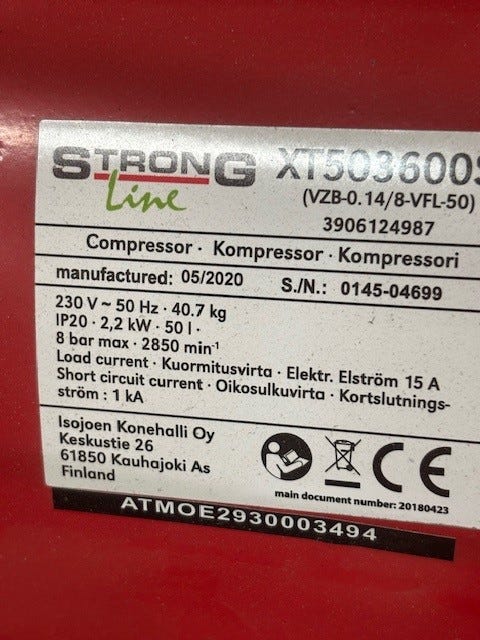 STRONG
Line
XT503600S
(VZB-0.14/8-VFL-50)
3906124987
Compressor · Kompressor · Kompressori
manufactured: 05/2020 S./N.: 0145-04699
230 V ~ 50 Hz · 40.7 kg
IP20 · 2,2 kW · 50 l ·
8 bar max · 2850 min⁻¹
Load current · Kuormitusvirta · Elektr. Elström 15 A
Short circuit current · Oikosulkuvirta · Kortslutnings-
ström : 1 kA
Isojoen Konehalli Oy
Keskustie 26
61850 Kauhajoki As
Finland
CE
main document number: 20180423
ATMOE2930003494